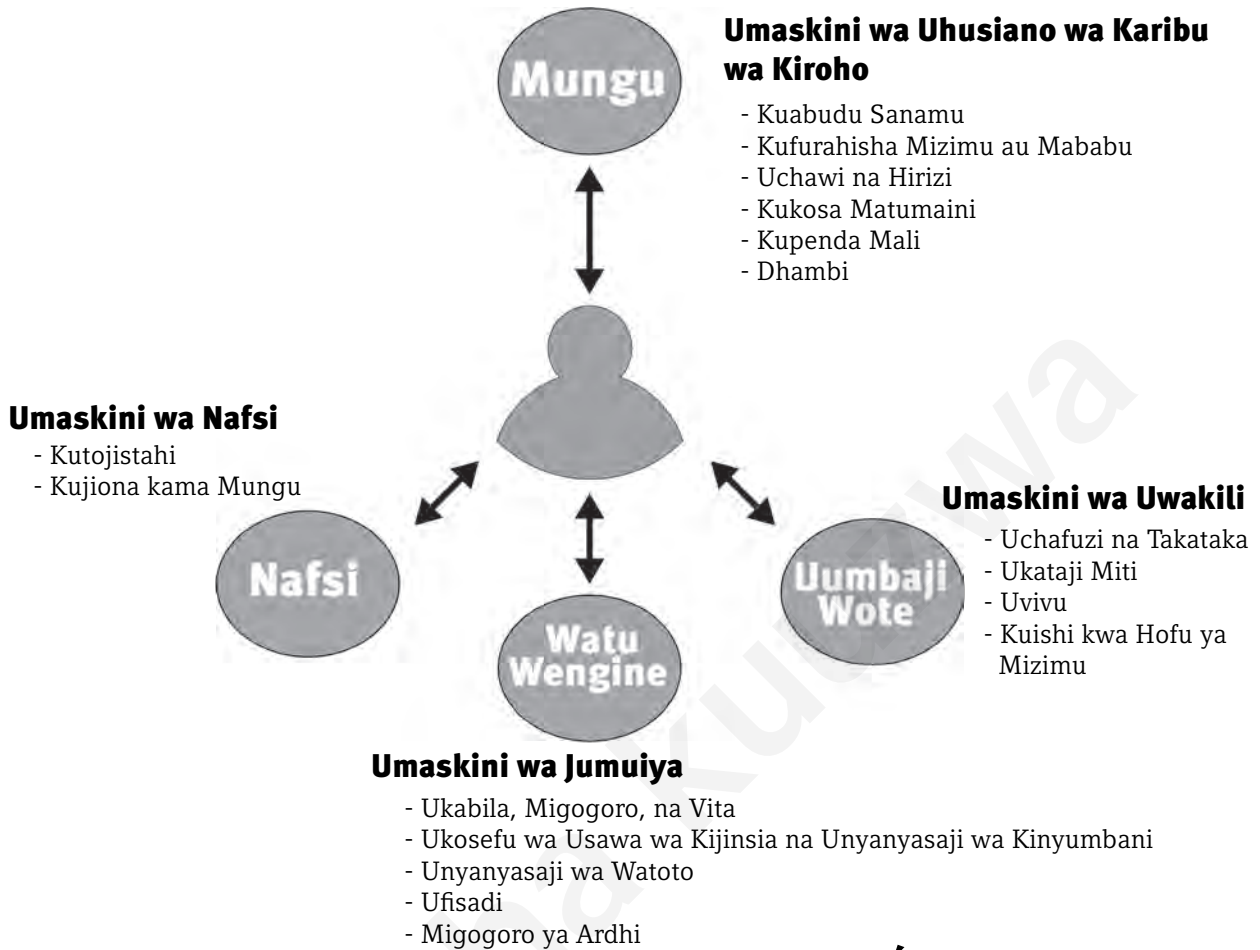 Mungu
Umaskini wa Uhusiano wa Karibu
wa Kiroho
- Kuabudu Sanamu
- Kufurahisha Mizimu au Mababu
- Uchawi na Hirizi
- Kukosa Matumaini
- Kupenda Mali
- Dhambi
Umaskini wa Nafsi
- Kutojistahi
- Kujiona kama Mungu
Nafsi
Umaskini wa Uwakili
- Uchafuzi na Takataka
- Ukataji Miti
- Uvivu
- Kuishi kwa Hofu ya
Mizimu
Uumbaji
Wote
Watu
Wengine
Umaskini wa Jumuiya
- Ukabila, Migogoro, na Vita
- Ukosefu wa Usawa wa Kijinsia na Unyanyasaji wa Kinyumbani
- Unyanyasaji wa Watoto
- Ufisadi
- Migogoro ya Ardhi